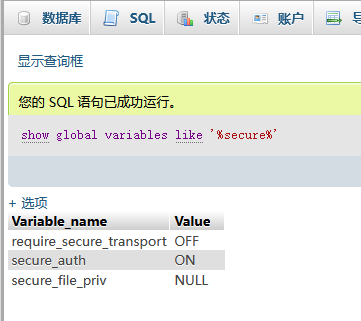 数据库 SQL 状态 账户
显示查询框
您的 SQL 语句已成功运行。
show global variables like '%secure%'
+ 选项
Variable_name Value
require_secure_transport OFF
secure_auth ON
secure_file_priv NULL